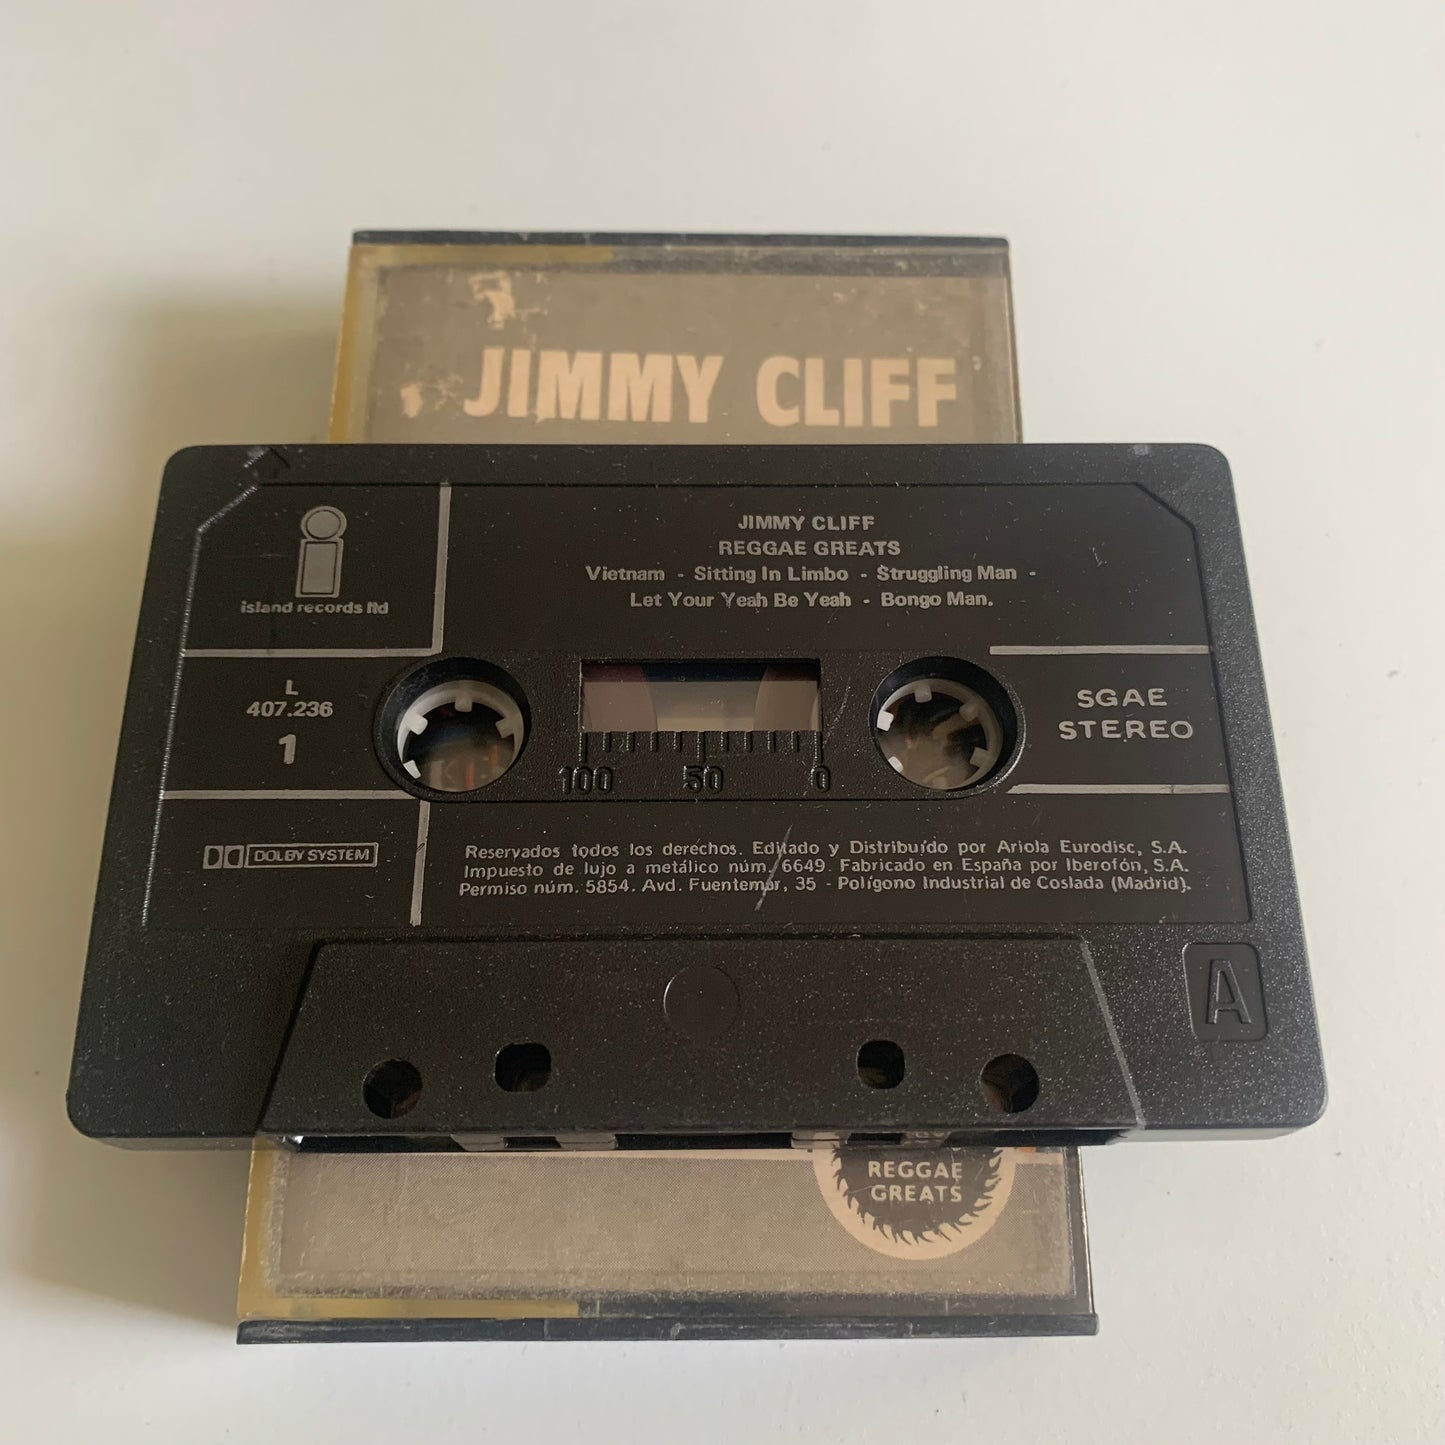 JIMMY CLIFF
island records ltd
JIMMY CLIFF
REGGAE GREATS
Vietnam - Sitting In Limbo - Struggling Man -
Let Your Yeah Be Yeah - Bongo Man.
L
407.236
1
SGAE
STEREO
100 50 0
DOLBY SYSTEM
Reservados todos los derechos. Editado y Distribuído por Ariola Eurodisc, S.A.
Impuesto de lujo a metálico núm. 6649. Fabricado en España por Iberofón, S.A.
Permiso núm. 5854. Avd. Fuentemar, 35 - Polígono Industrial de Coslada (Madrid).
A
REGGAE
GREATS